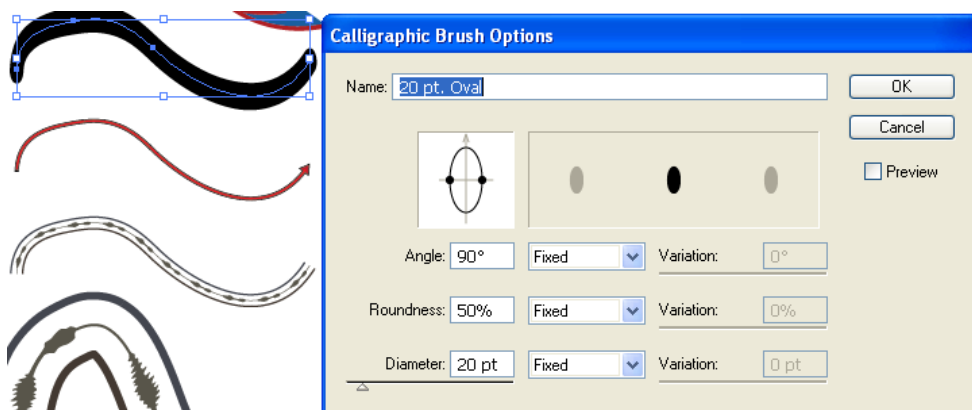 Calligraphic Brush Options
Name: 20 pt. Oval
OK
Cancel
Preview
Angle: 90° Fixed Variation: 0°
Roundness: 50% Fixed Variation: 0%
Diameter: 20 pt Fixed Variation: 0 pt